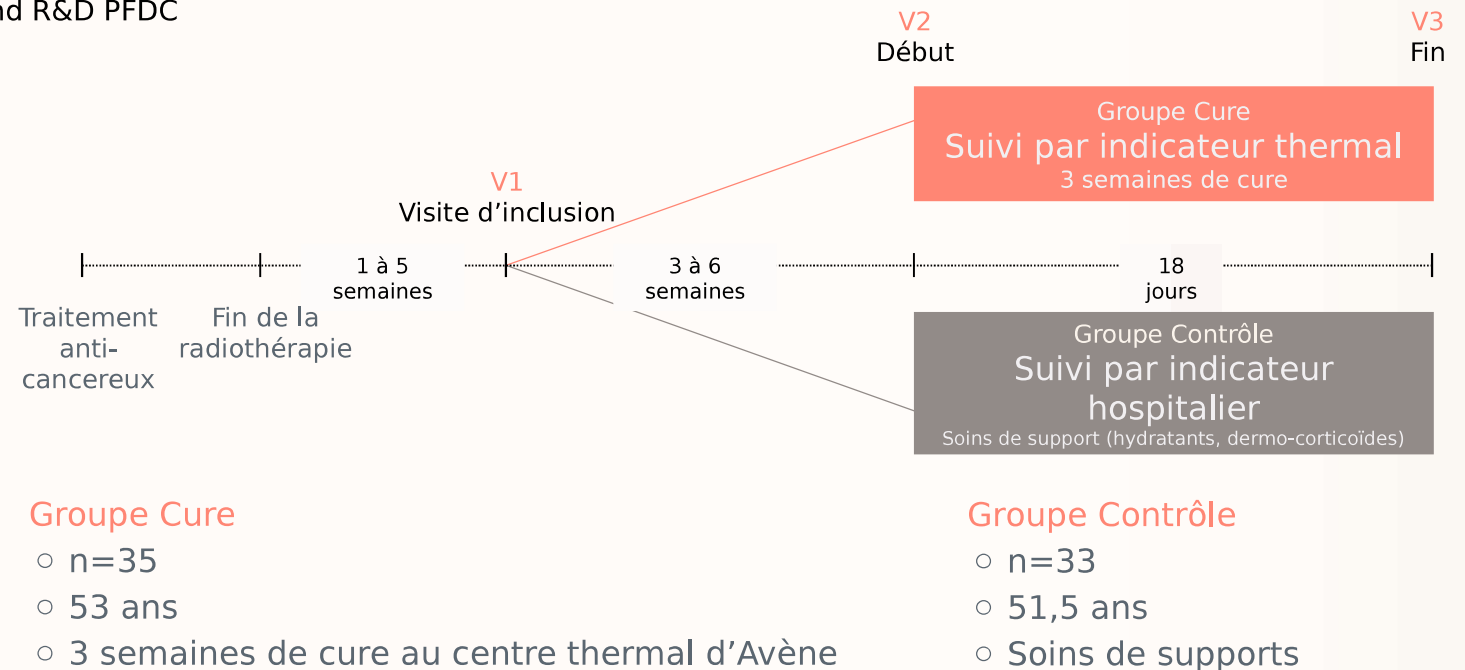 nd R&D PFDC
V2
Début
V3
Fin
Groupe Cure
Suivi par indicateur thermal
3 semaines de cure
V1
Visite d’inclusion
1 à 5
semaines
3 à 6
semaines
18
jours
Traitement
anti-
cancereux
Fin de la
radiothérapie
Groupe Contrôle
Suivi par indicateur
hospitalier
Soins de support (hydratants, dermo-corticoïdes)
Groupe Cure
○ n=35
○ 53 ans
○ 3 semaines de cure au centre thermal d’Avène
Groupe Contrôle
○ n=33
○ 51,5 ans
○ Soins de supports